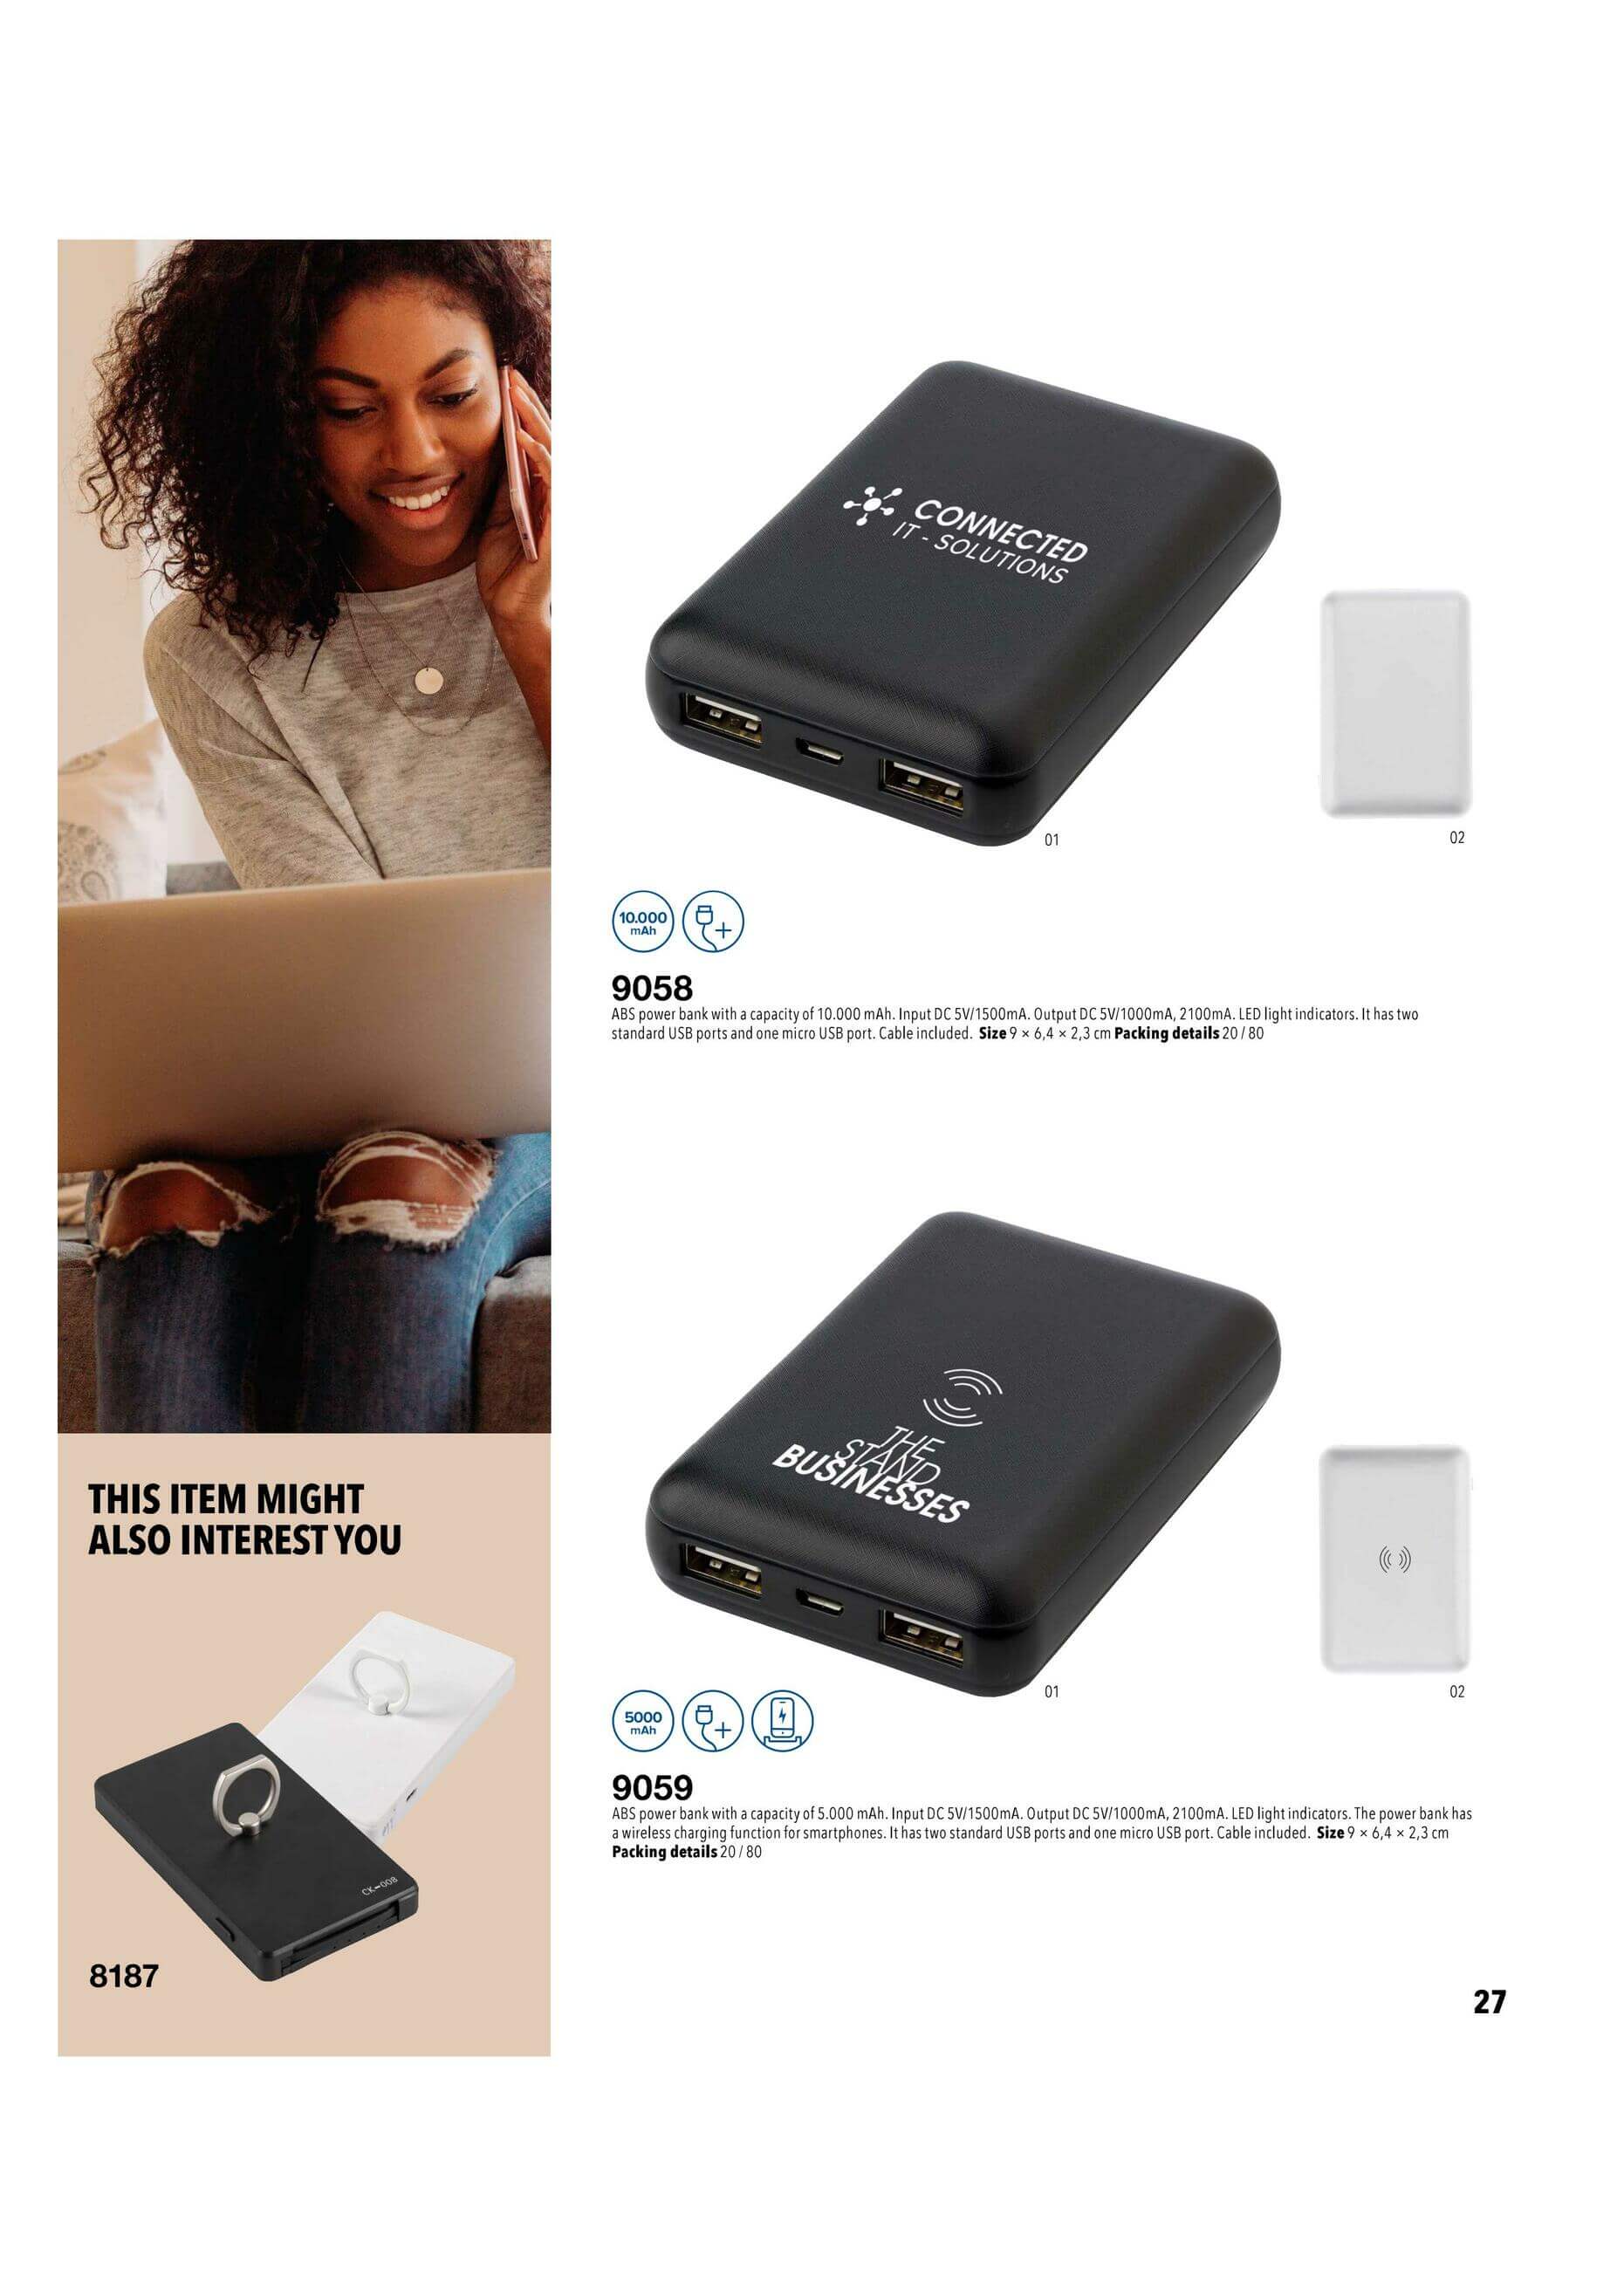 CONNECTED
IT - SOLUTIONS
01
02
10.000
mAh
9058
ABS power bank with a capacity of 10.000 mAh. Input DC 5V/1500mA. Output DC 5V/1000mA, 2100mA. LED light indicators. It has two
standard USB ports and one micro USB port. Cable included. Size 9 × 6,4 × 2,3 cm Packing details 20 / 80
THE
STAND
BUSINESSES
01
02
5000
mAh
9059
ABS power bank with a capacity of 5.000 mAh. Input DC 5V/1500mA. Output DC 5V/1000mA, 2100mA. LED light indicators. The power bank has
a wireless charging function for smartphones. It has two standard USB ports and one micro USB port. Cable included. Size 9 × 6,4 × 2,3 cm
Packing details 20 / 80
THIS ITEM MIGHT
ALSO INTEREST YOU
CK-008
8187
27